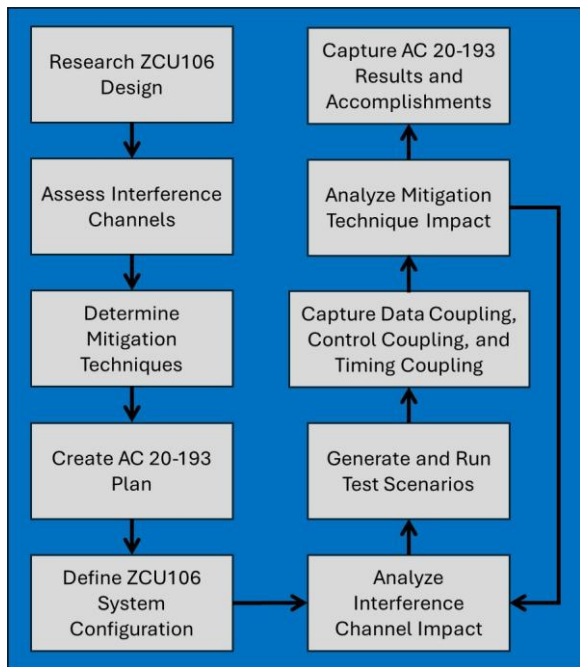 Research ZCU106
Design
Assess Interference
Channels
Determine
Mitigation
Techniques
Create AC 20-193
Plan
Define ZCU106
System
Configuration
Analyze
Interference
Channel Impact
Generate and Run
Test Scenarios
Capture Data Coupling,
Control Coupling, and
Timing Coupling
Analyze Mitigation
Technique Impact
Capture AC 20-193
Results and
Accomplishments